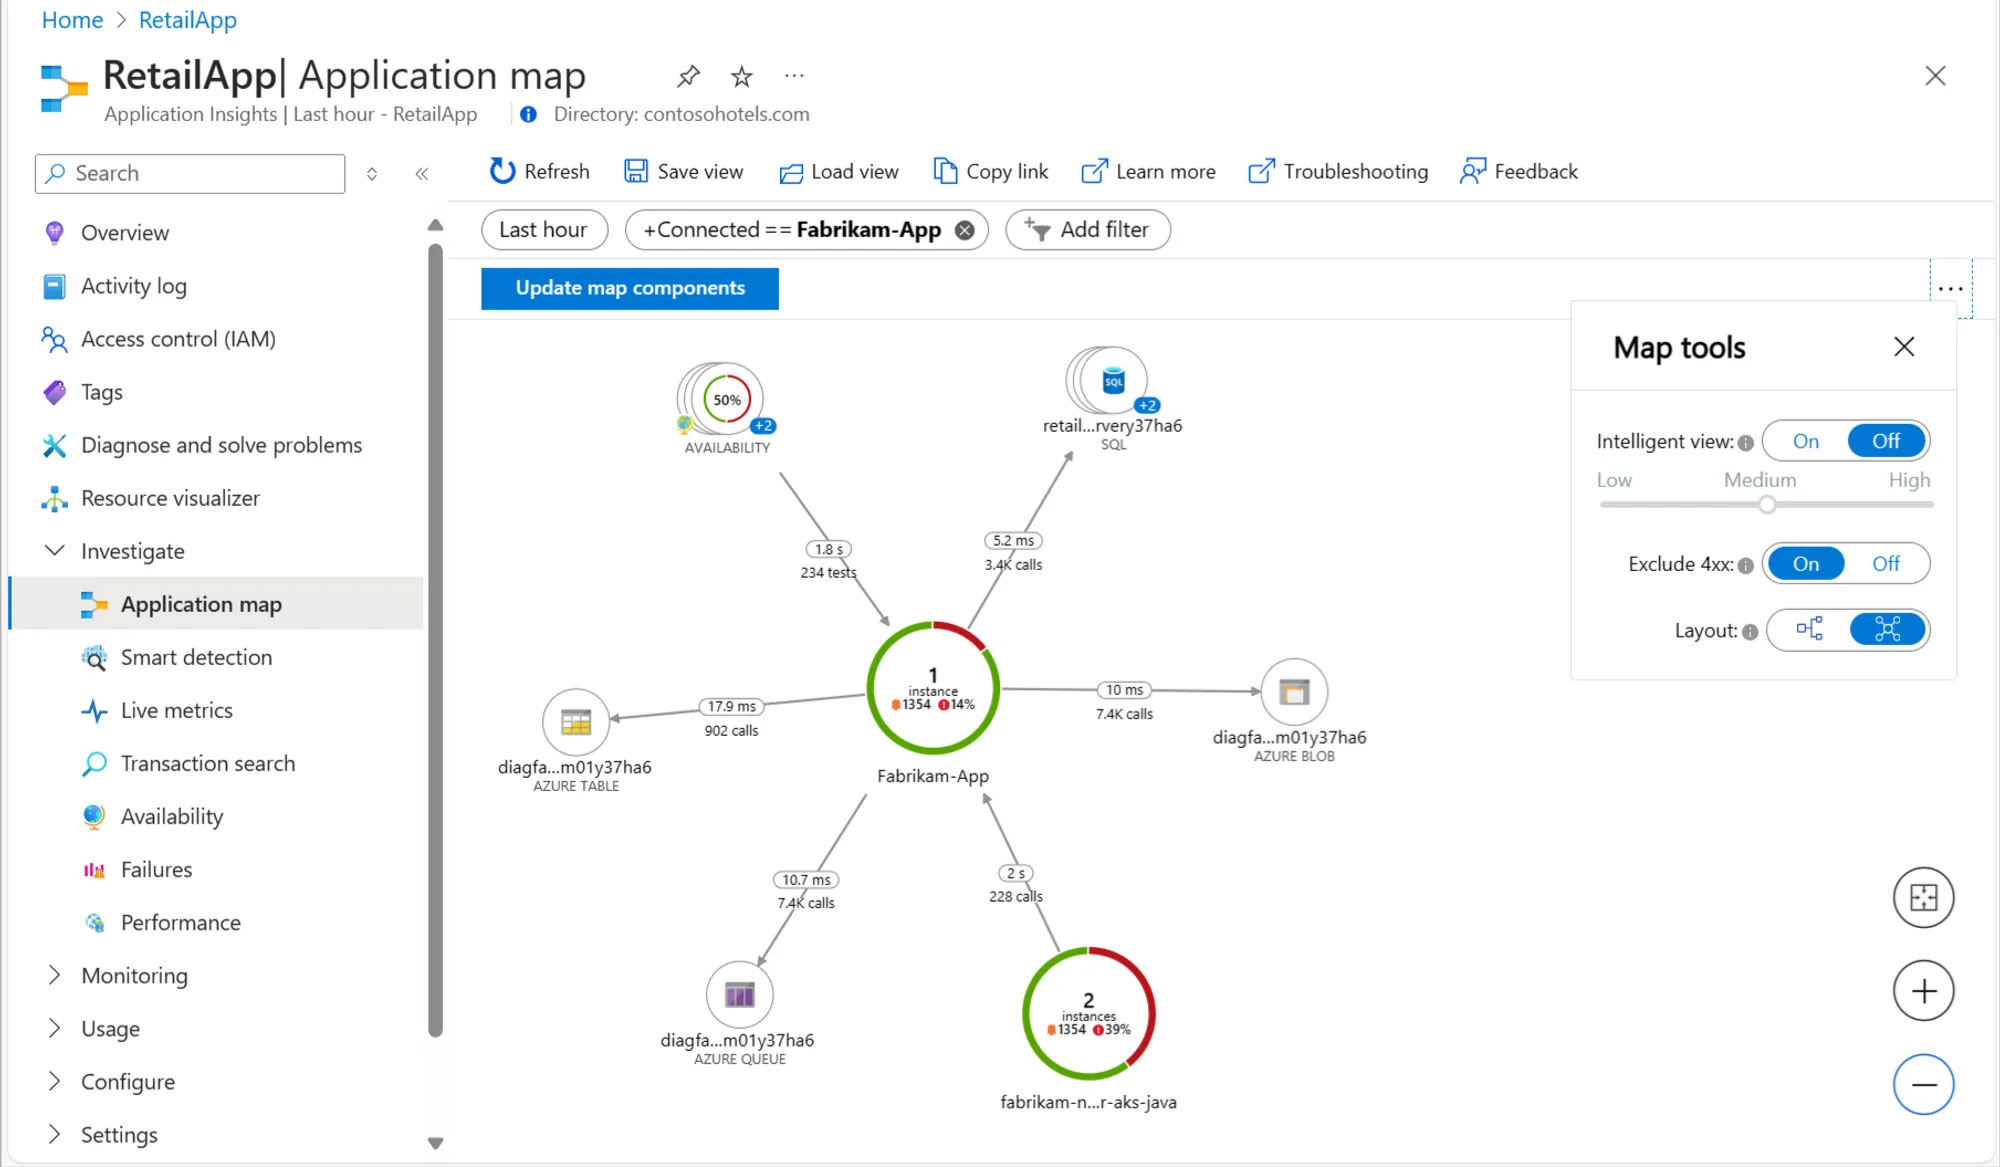 Home > RetailApp
RetailApp| Application map
Application Insights | Last hour - RetailApp
Directory: contosohotels.com
Search
Refresh
Save view
Load view
Copy link
Learn more
Troubleshooting
Feedback
Overview
Activity log
Access control (IAM)
Tags
Diagnose and solve problems
Resource visualizer
Investigate
Application map
Smart detection
Live metrics
Transaction search
Availability
Failures
Performance
Monitoring
Usage
Configure
Settings
Last hour
+Connected == Fabrikam-App
Add filter
Update map components
50%
+2
AVAILABILITY
SQL
+2
retail...rvery37ha6
SQL
1.8 s
234 tests
5.2 ms
3.4K calls
1
instance
1354 14%
Fabrikam-App
17.9 ms
902 calls
diagfa...m01y37ha6
AZURE TABLE
10 ms
7.4K calls
diagfa...m01y37ha6
AZURE BLOB
10.7 ms
7.4K calls
diagfa...m01y37ha6
AZURE QUEUE
2 s
228 calls
2
instances
1354 39%
fabrikam-n...r-aks-java
Map tools
Intelligent view: On Off
Low Medium High
Exclude 4xx: On Off
Layout: